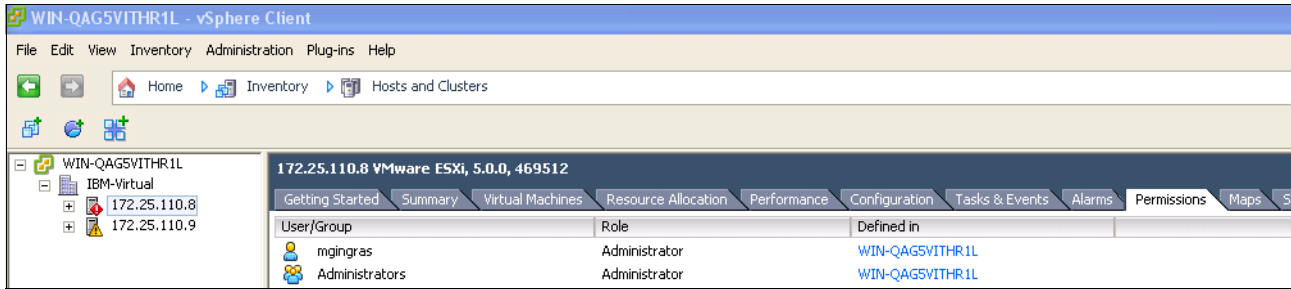 WIN-QAG5VITHR1L - vSphere Client
File Edit View Inventory Administration Plug-ins Help
Home Inventory Hosts and Clusters
WIN-QAG5VITHR1L
IBM-Virtual
172.25.110.8
172.25.110.9
172.25.110.8 VMware ESXi, 5.0.0, 469512
Getting Started Summary Virtual Machines Resource Allocation Performance Configuration Tasks & Events Alarms Permissions Maps S
User/Group Role Defined in
mgingras Administrator WIN-QAG5VITHR1L
Administrators Administrator WIN-QAG5VITHR1L